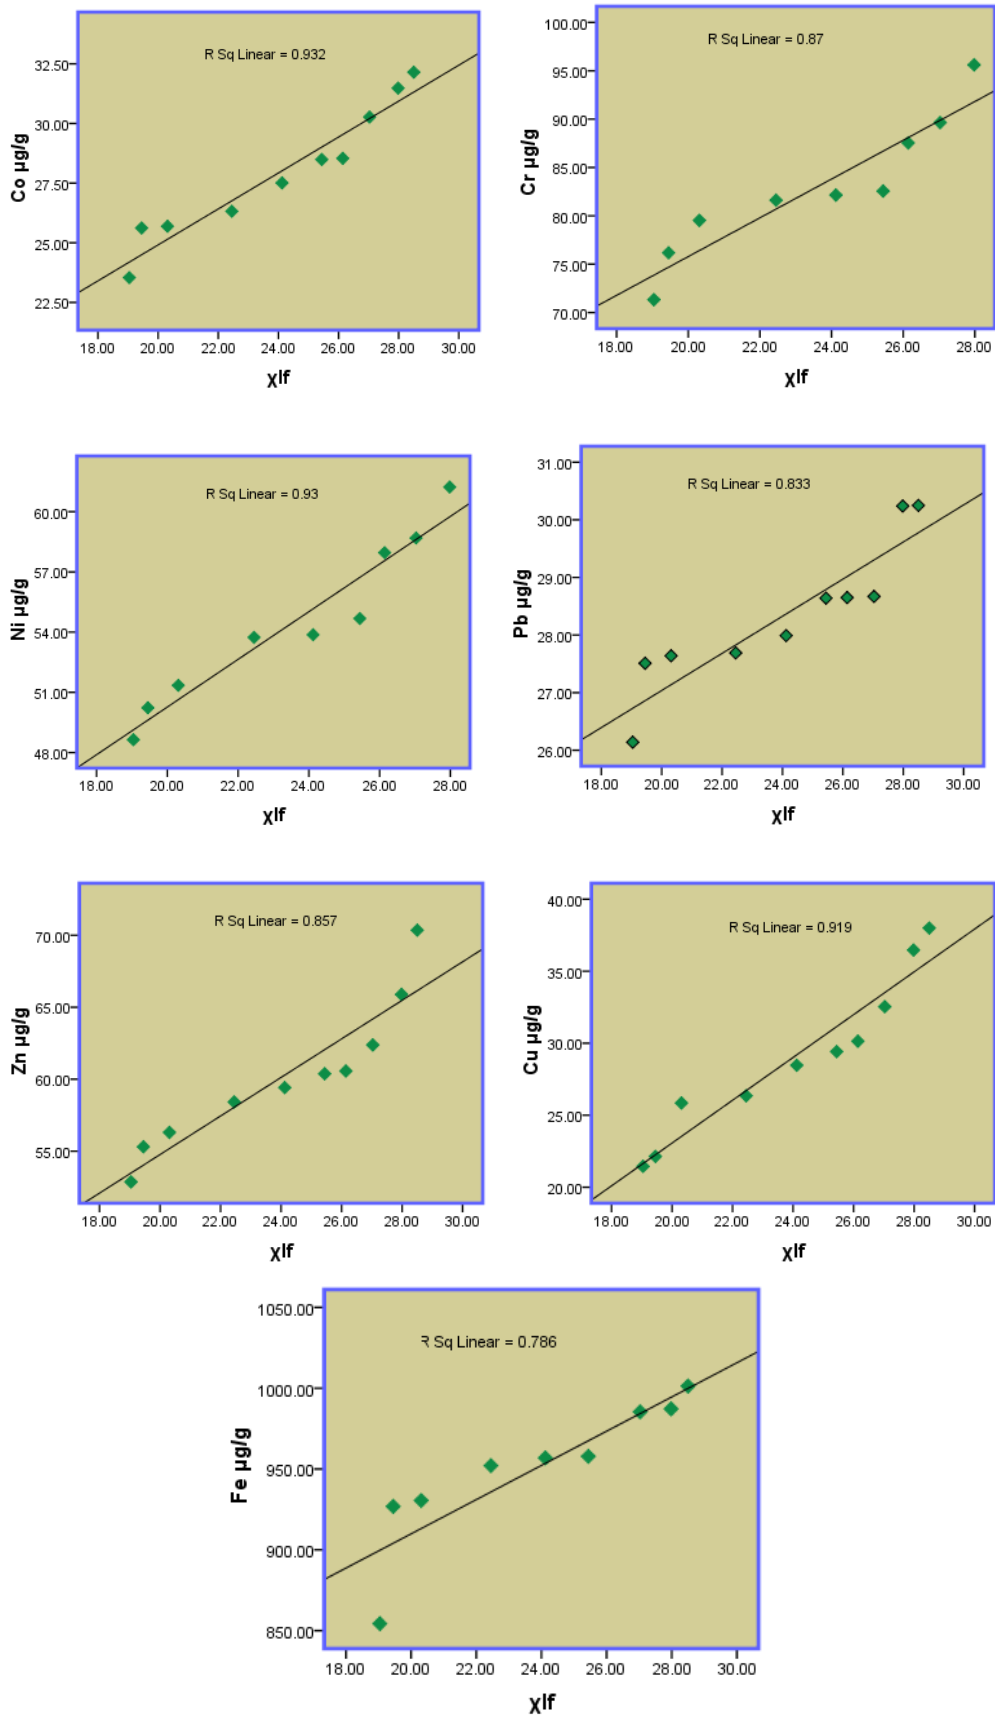 R Sq Linear = 0.932
Co µg/g
32.50
30.00
27.50
25.00
22.50
18.00 20.00 22.00 24.00 26.00 28.00 30.00
χlf
R Sq Linear = 0.87
Cr µg/g
100.00
95.00
90.00
85.00
80.00
75.00
70.00
18.00 20.00 22.00 24.00 26.00 28.00
χlf
R Sq Linear = 0.93
Ni µg/g
60.00
57.00
54.00
51.00
48.00
18.00 20.00 22.00 24.00 26.00 28.00
χlf
R Sq Linear = 0.833
Pb µg/g
31.00
30.00
29.00
28.00
27.00
26.00
18.00 20.00 22.00 24.00 26.00 28.00 30.00
χlf
R Sq Linear = 0.857
Zn µg/g
70.00
65.00
60.00
55.00
18.00 20.00 22.00 24.00 26.00 28.00 30.00
χlf
R Sq Linear = 0.919
Cu µg/g
40.00
35.00
30.00
25.00
20.00
18.00 20.00 22.00 24.00 26.00 28.00 30.00
χlf
R Sq Linear = 0.786
Fe µg/g
1050.00
1000.00
950.00
900.00
850.00
18.00 20.00 22.00 24.00 26.00 28.00 30.00
χlf